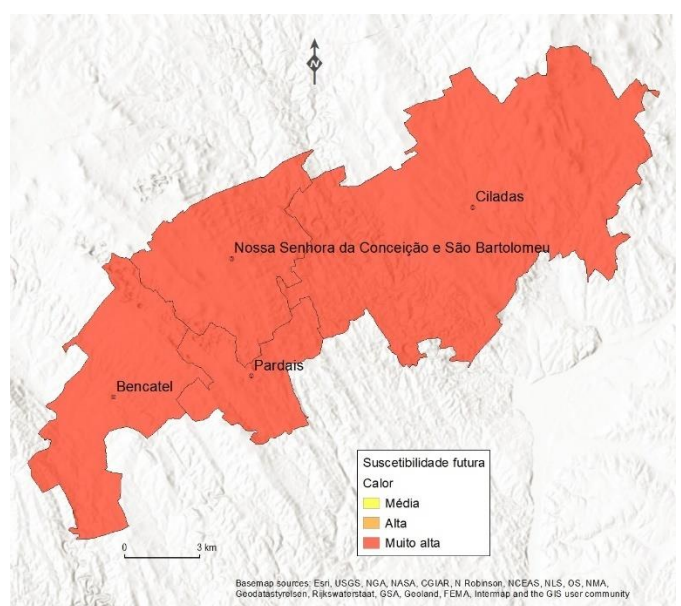 N
Ciladas
Nossa Senhora da Conceição e São Bartolomeu
Pardais
Bencatel
Suscetibilidade futura
Calor
Média
Alta
Muito alta
0 3 km
Basemap sources: Esri, USGS, NGA, NASA, CGIAR, N Robinson, NCEAS, NLS, OS, NMA,
Geodatastyrelsen, Rijkswaterstaat, GSA, Geoland, FEMA, Intermap and the GIS user community